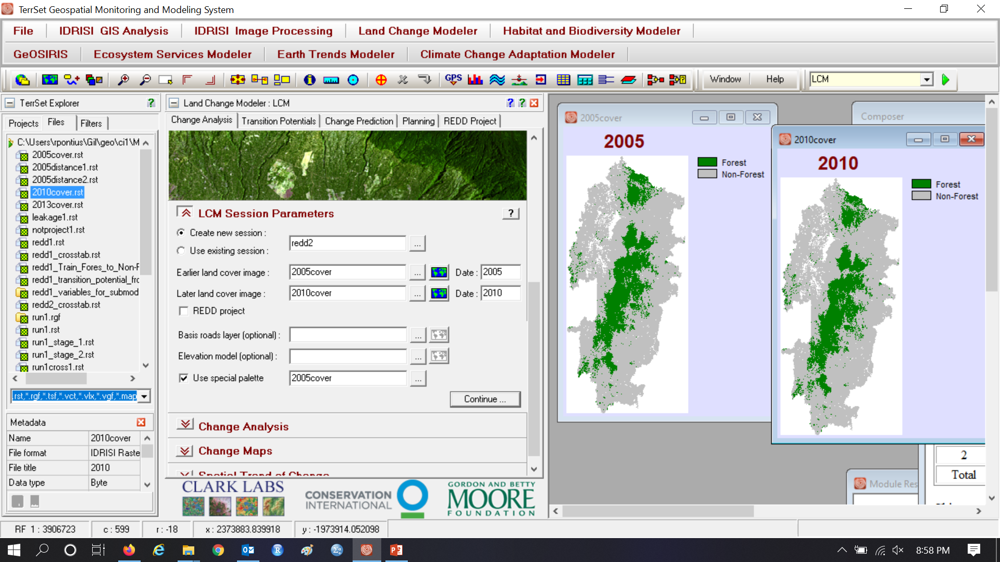 TerrSet Geospatial Monitoring and Modeling System
File IDRISI GIS Analysis IDRISI Image Processing Land Change Modeler Habitat and Biodiversity Modeler
GeOSIRIS Ecosystem Services Modeler Earth Trends Modeler Climate Change Adaptation Modeler
GPS Window Help LCM
TerrSet Explorer ?
Projects Files Filters
C:\Users\rpontius\Gil\geo\ci1\M
2005cover.rst
2005distance1.rst
2005distance2.rst
2010cover.rst
2013cover.rst
leakage1.rst
notproject1.rst
redd1.rst
redd1_crosstab.rst
redd1_Train_Fores_to_Non-F
redd1_transition_potential_frc
redd1_variables_for_submod
redd2_crosstab.rst
run1.rgf
run1.rst
run1_stage_1.rst
run1_stage_2.rst
run1cross1.rst
.rst,*.rgf,*.tsf,*.vct,*.vlx,*.vgf,*.map
Metadata
Name 2010cover
File format IDRISI Raste
File title 2010
Data type Byte
Land Change Modeler : LCM ? ?
Change Analysis Transition Potentials Change Prediction Planning REDD Project
LCM Session Parameters ?
Create new session :
redd2 ...
Use existing session :
Earlier land cover image : 2005cover ... Date : 2005
Later land cover image : 2010cover ... Date : 2010
REDD project
Basis roads layer (optional) : ...
Elevation model (optional) : ...
Use special palette 2005cover ...
Continue ...
Change Analysis
Change Maps
Spatial Trend of Change
CLARK LABS
CONSERVATION
INTERNATIONAL
GORDON AND BETTY
MOORE
FOUNDATION
2005cover
2005
Forest
Non-Forest
Composer
2010cover
2010
Forest
Non-Forest
2
Total
Module Res
RF 1 : 3906723 c : 599 r : -18 x : 2373883.839918 y : -1973914.052098
8:58 PM